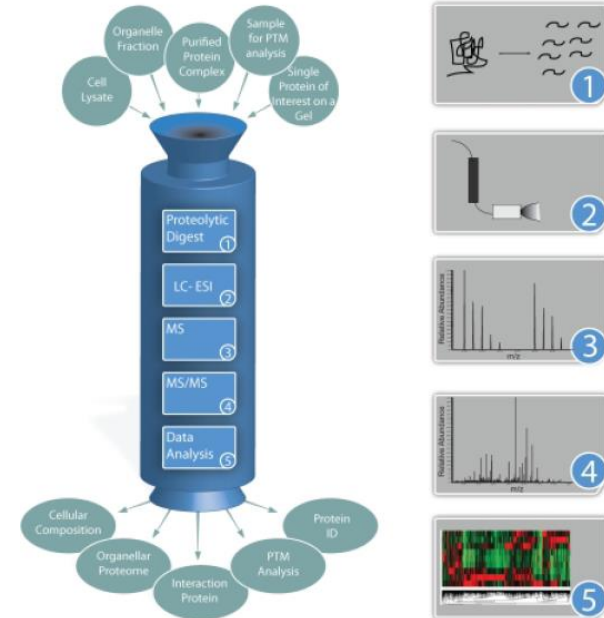 Organelle
Fraction
Purified
Protein
Complex
Sample
for PTM
analysis
Cell
Lysate
Single
Protein of
Interest on a
Gel
Proteolytic
Digest
1
LC- ESI
2
MS
3
MS/MS
4
Data
Analysis
5
Cellular
Composition
Organellar
Proteome
Interaction
Protein
PTM
Analysis
Protein
ID
1
2
Relative Abundance
m/z
3
Relative Abundance
m/z
4
5